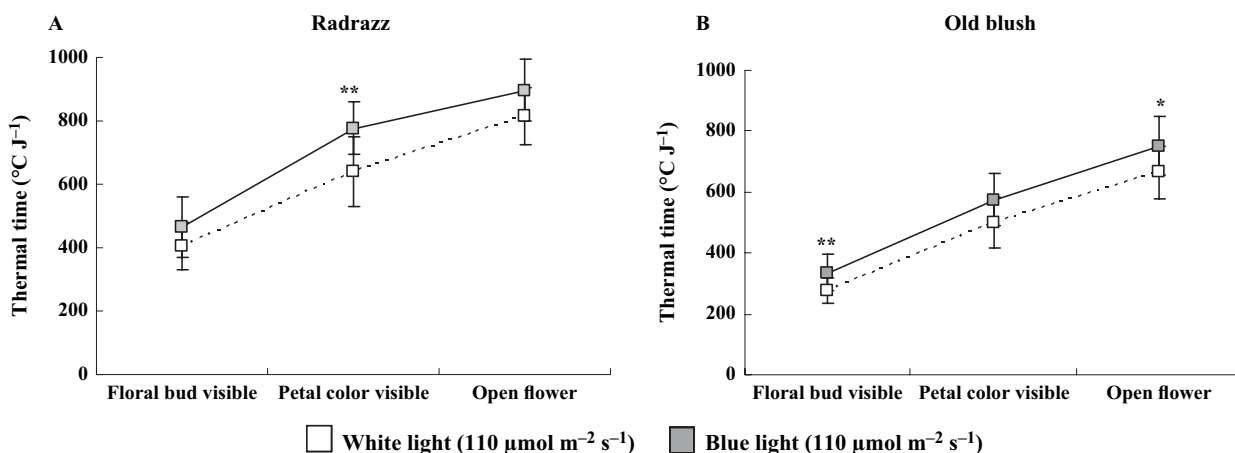 A Radrazz
Thermal time (°C J⁻¹)
1000
800
600
400
200
0
**
Floral bud visible Petal color visible Open flower
B Old blush
Thermal time (°C J⁻¹)
1000
800
600
400
200
0
**
*
Floral bud visible Petal color visible Open flower
White light (110 µmol m⁻² s⁻¹) Blue light (110 µmol m⁻² s⁻¹)